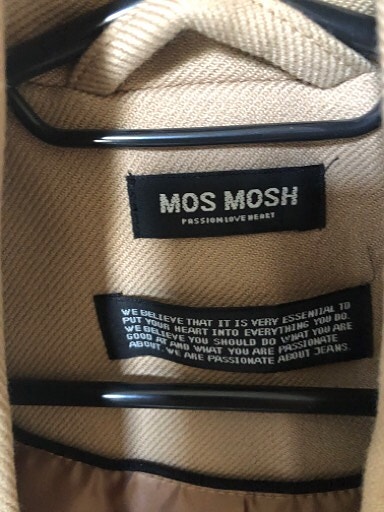 MOS MOSH
PASSION LOVE HEART
WE BELIEVE THAT IT IS VERY ESSENTIAL TO
PUT YOUR HEART INTO EVERYTHING YOU DO.
WE BELIEVE YOU SHOULD DO WHAT YOU ARE
GOOD AT AND WHAT YOU ARE PASSIONATE
ABOUT. WE ARE PASSIONATE ABOUT JEANS.